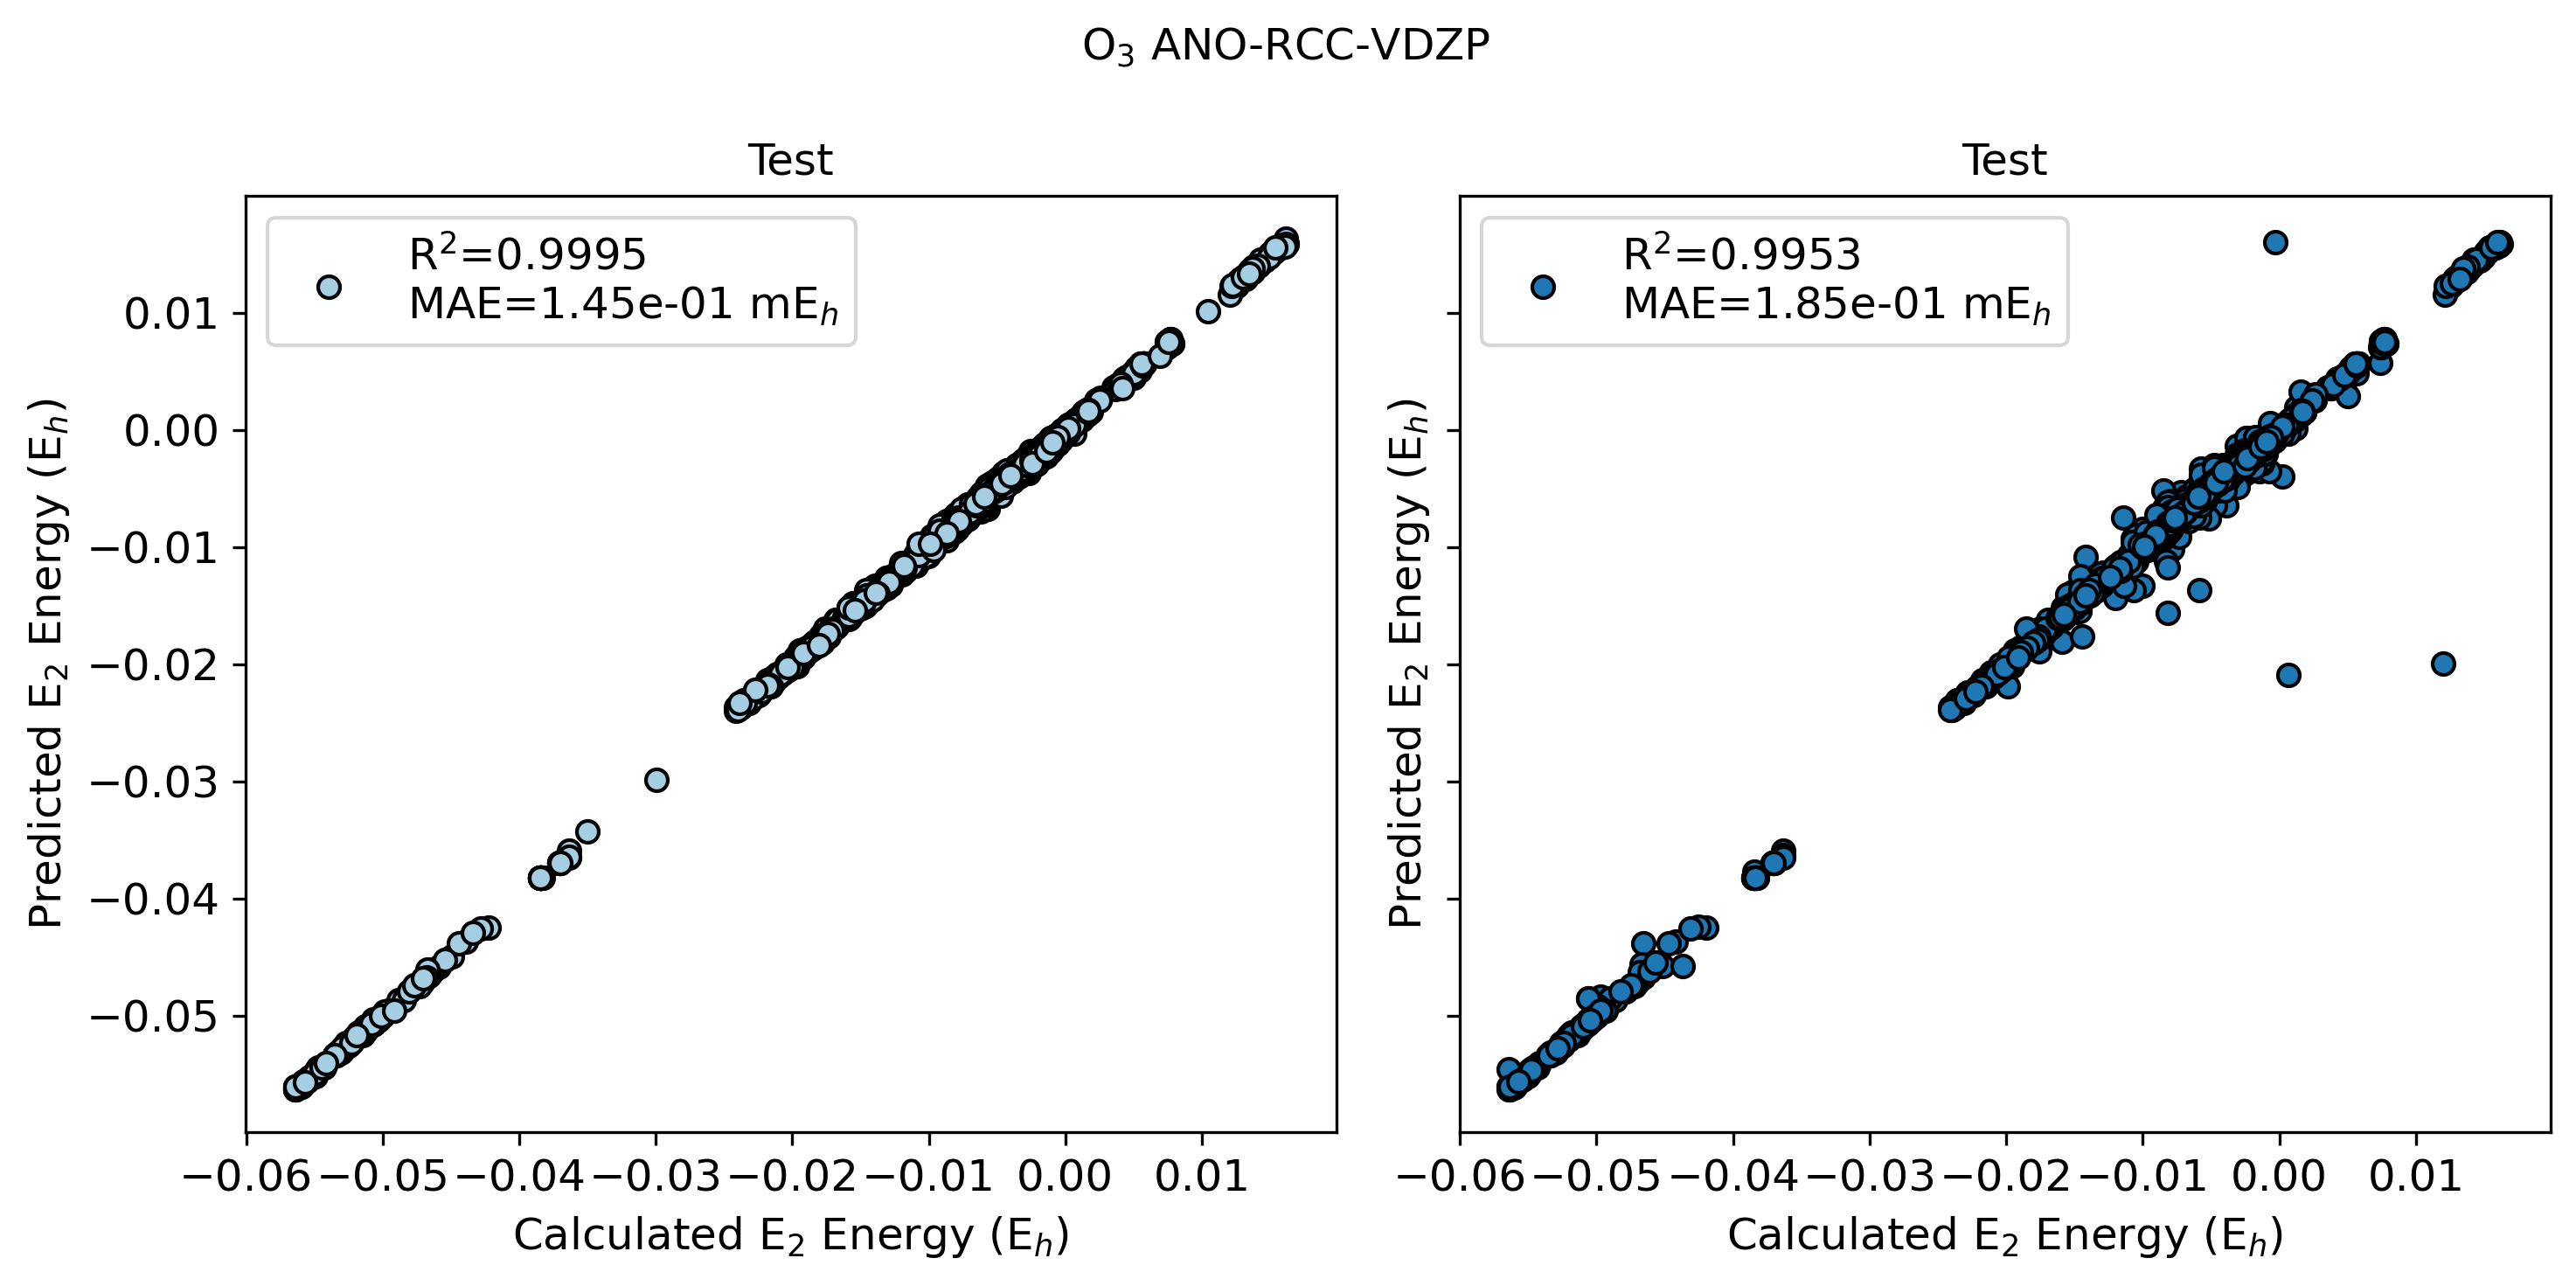 O₃ ANO-RCC-VDZP
Test
R²=0.9995
MAE=1.45e-01 mEₕ
Predicted E₂ Energy (Eₕ)
0.01
0.00
−0.01
−0.02
−0.03
−0.04
−0.05
−0.06 −0.05 −0.04 −0.03 −0.02 −0.01 0.00 0.01
Calculated E₂ Energy (Eₕ)
Test
R²=0.9953
MAE=1.85e-01 mEₕ
Predicted E₂ Energy (Eₕ)
−0.06 −0.05 −0.04 −0.03 −0.02 −0.01 0.00 0.01
Calculated E₂ Energy (Eₕ)